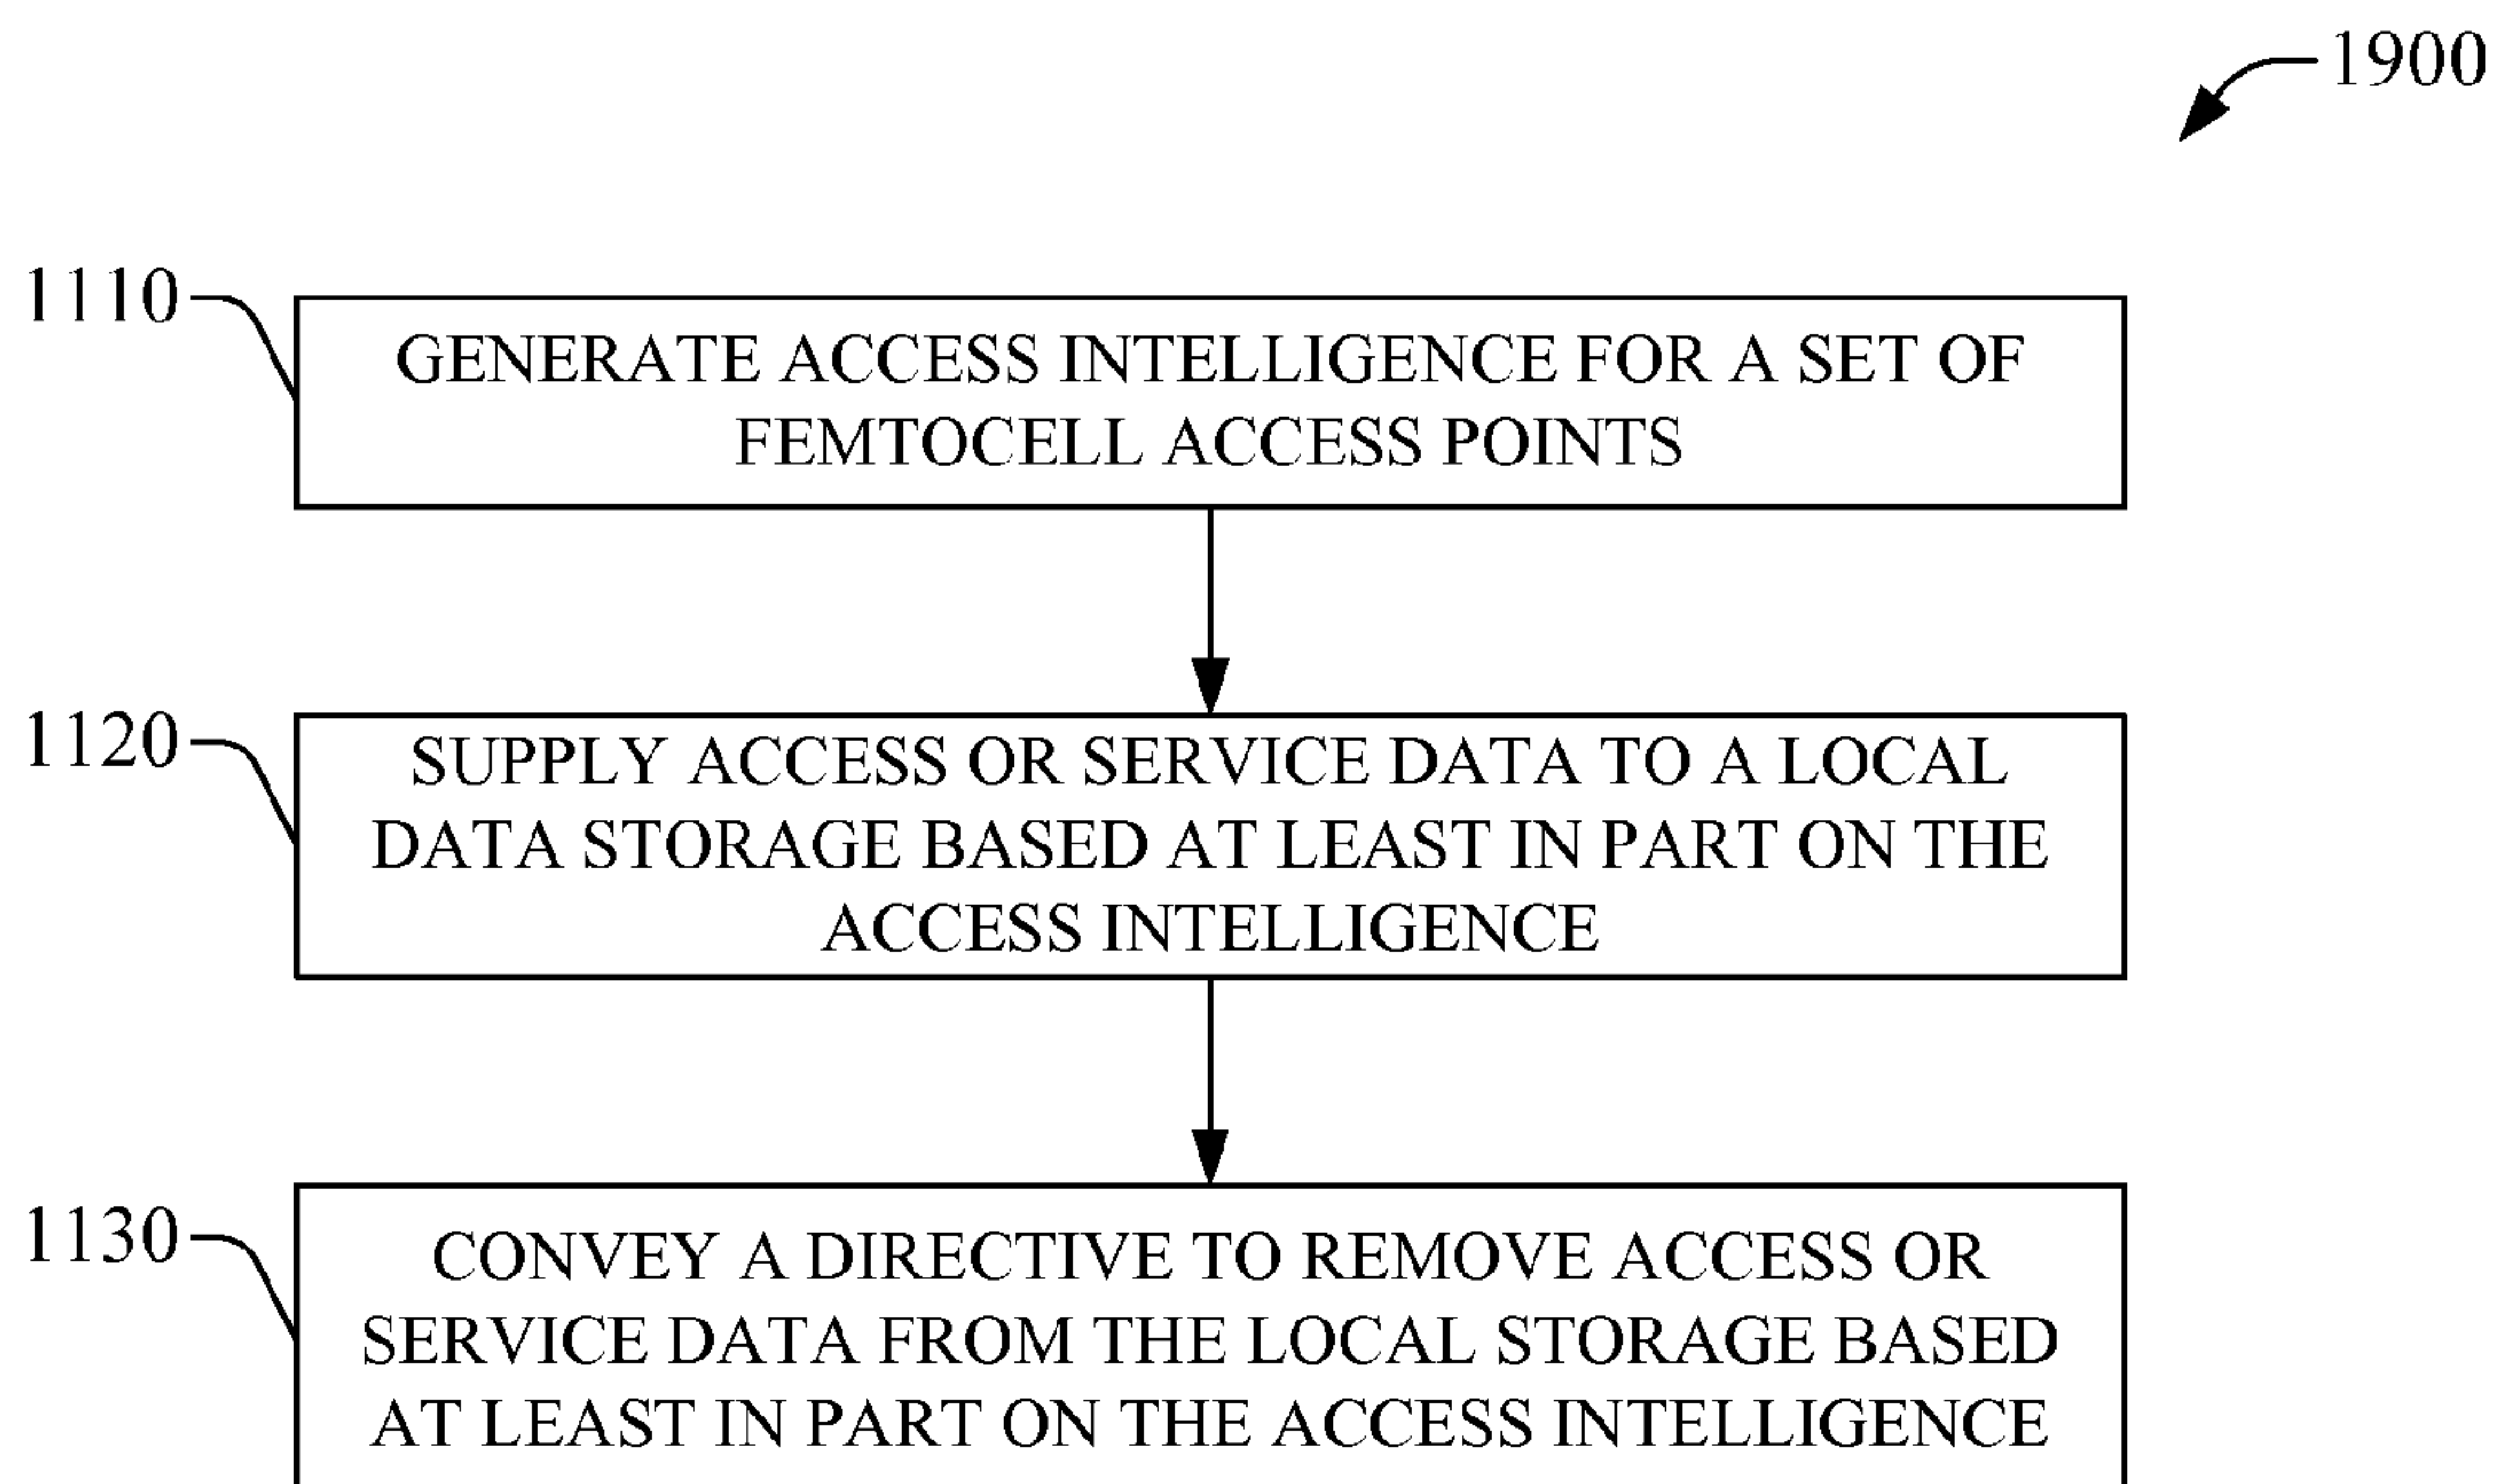 1900
1110
GENERATE ACCESS INTELLIGENCE FOR A SET OF
FEMTOCELL ACCESS POINTS
1120
SUPPLY ACCESS OR SERVICE DATA TO A LOCAL
DATA STORAGE BASED AT LEAST IN PART ON THE
ACCESS INTELLIGENCE
1130
CONVEY A DIRECTIVE TO REMOVE ACCESS OR
SERVICE DATA FROM THE LOCAL STORAGE BASED
AT LEAST IN PART ON THE ACCESS INTELLIGENCE